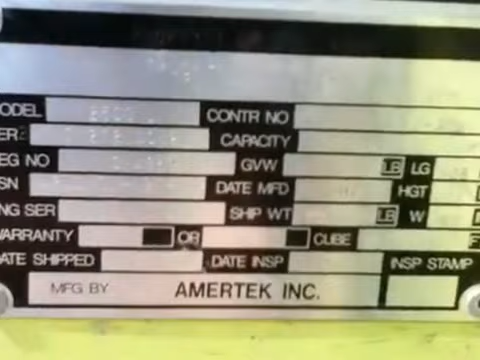 ODEL CONTR NO
ER CAPACITY
EG NO GVW LB LG
SN DATE MFD HGT
NG SER SHIP WT LB W
WARRANTY OR CUBE
ATE SHIPPED DATE INSP INSP STAMP
MFG BY AMERTEK INC.